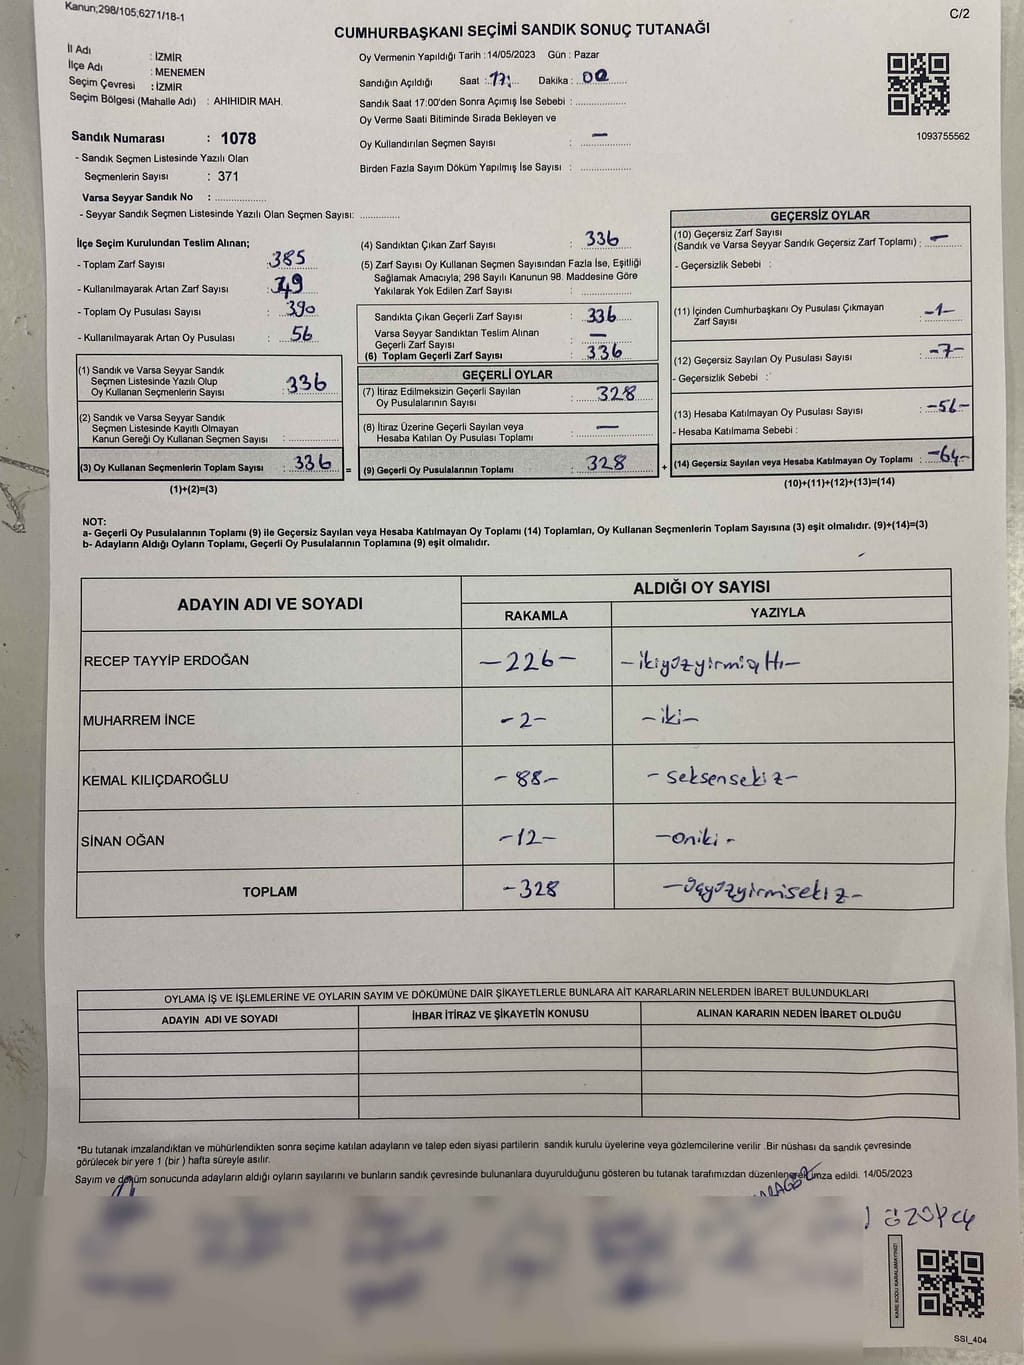 Kanun;298/105,6271/18-1
C/2
CUMHURBAŞKANI SEÇİMİ SANDIK SONUÇ TUTANAĞI
İl Adı : İZMİR
İlçe Adı : MENEMEN
Seçim Çevresi : İZMİR
Seçim Bölgesi (Mahalle Adı) : AHIHIDIR MAH.
Oy Vermenin Yapıldığı Tarih :14/05/2023 Gün : Pazar
Sandığın Açıldığı Saat :17: Dakika : 00
Sandık Saat 17:00'den Sonra Açımış İse Sebebi :
Oy Verme Saati Bitiminde Sırada Bekleyen ve
Oy Kullandırılan Seçmen Sayısı : —
Birden Fazla Sayım Döküm Yapılmış İse Sayısı :
1093755562
Sandık Numarası : 1078
- Sandık Seçmen Listesinde Yazılı Olan
Seçmenlerin Sayısı : 371
Varsa Seyyar Sandık No :
- Seyyar Sandık Seçmen Listesinde Yazılı Olan Seçmen Sayısı:
İlçe Seçim Kurulundan Teslim Alınan;
- Toplam Zarf Sayısı : 385
- Kullanılmayarak Artan Zarf Sayısı : 49
- Toplam Oy Pusulası Sayısı : 390
- Kullanılmayarak Artan Oy Pusulası : 56
(1) Sandık ve Varsa Seyyar Sandık
Seçmen Listesinde Yazılı Olup
Oy Kullanan Seçmenlerin Sayısı : 336
(2) Sandık ve Varsa Seyyar Sandık
Seçmen Listesinde Kayıtlı Olmayan
Kanun Gereği Oy Kullanan Seçmen Sayısı :
(3) Oy Kullanan Seçmenlerin Toplam Sayısı : 336 =
(1)+(2)=(3)
(4) Sandıktan Çıkan Zarf Sayısı : 336
(5) Zarf Sayısı Oy Kullanan Seçmen Sayısından Fazla İse, Eşitliği
Sağlamak Amacıyla; 298 Sayılı Kanunun 98. Maddesine Göre
Yakılarak Yok Edilen Zarf Sayısı :
Sandıkta Çıkan Geçerli Zarf Sayısı : 336
Varsa Seyyar Sandıktan Teslim Alınan
Geçerli Zarf Sayısı : —
(6) Toplam Geçerli Zarf Sayısı : 336
GEÇERLİ OYLAR
(7) İtiraz Edilmeksizin Geçerli Sayılan
Oy Pusulalarının Sayısı : 328
(8) İtiraz Üzerine Geçerli Sayılan veya
Hesaba Katılan Oy Pusulası Toplamı : —
(9) Geçerli Oy Pusulalarının Toplamı : 328 +
GEÇERSİZ OYLAR
(10) Geçersiz Zarf Sayısı
(Sandık ve Varsa Seyyar Sandık Geçersiz Zarf Toplamı) : —
- Geçersizlik Sebebi :
(11) İçinden Cumhurbaşkanı Oy Pusulası Çıkmayan
Zarf Sayısı : -1-
(12) Geçersiz Sayılan Oy Pusulası Sayısı : -7-
- Geçersizlik Sebebi :
(13) Hesaba Katılmayan Oy Pusulası Sayısı : -56-
- Hesaba Katılmama Sebebi :
(14) Geçersiz Sayılan veya Hesaba Katılmayan Oy Toplamı : -64-
(10)+(11)+(12)+(13)=(14)
NOT:
a- Geçerli Oy Pusulalarının Toplamı (9) ile Geçersiz Sayılan veya Hesaba Katılmayan Oy Toplamı (14) Toplamları, Oy Kullanan Seçmenlerin Toplam Sayısına (3) eşit olmalıdır. (9)+(14)=(3)
b- Adayların Aldığı Oyların Toplamı, Geçerli Oy Pusulalarının Toplamına (9) eşit olmalıdır.
ADAYIN ADI VE SOYADI
ALDIĞI OY SAYISI
RAKAMLA YAZIYLA
RECEP TAYYİP ERDOĞAN -226- -ikiyüzyirmialtı-
MUHARREM İNCE -2- -iki-
KEMAL KILIÇDAROĞLU -88- -seksensekiz-
SİNAN OĞAN -12- -oniki-
TOPLAM -328 -üçyüzyirmisekiz-
OYLAMA İŞ VE İŞLEMLERİNE VE OYLARIN SAYIM VE DÖKÜMÜNE DAİR ŞİKAYETLERLE BUNLARA AİT KARARLARIN NELERDEN İBARET BULUNDUKLARI
ADAYIN ADI VE SOYADI İHBAR İTİRAZ VE ŞİKAYETİN KONUSU ALINAN KARARIN NEDEN İBARET OLDUĞU
*Bu tutanak imzalandıktan ve mühürlendikten sonra seçime katılan adayların ve talep eden siyasi partilerin sandık kurulu üyelerine veya gözlemcilerine verilir .Bir nüshası da sandık çevresinde
görülecek bir yere 1 (bir ) hafta süreyle asılır.
Sayım ve döküm sonucunda adayların aldığı oyların sayılarını ve bunların sandık çevresinde bulunanlara duyurulduğunu gösteren bu tutanak tarafımızdan düzenlenerek imza edildi. 14/05/2023
KARE KODU KARALAMAYINIZ!
SSI_404